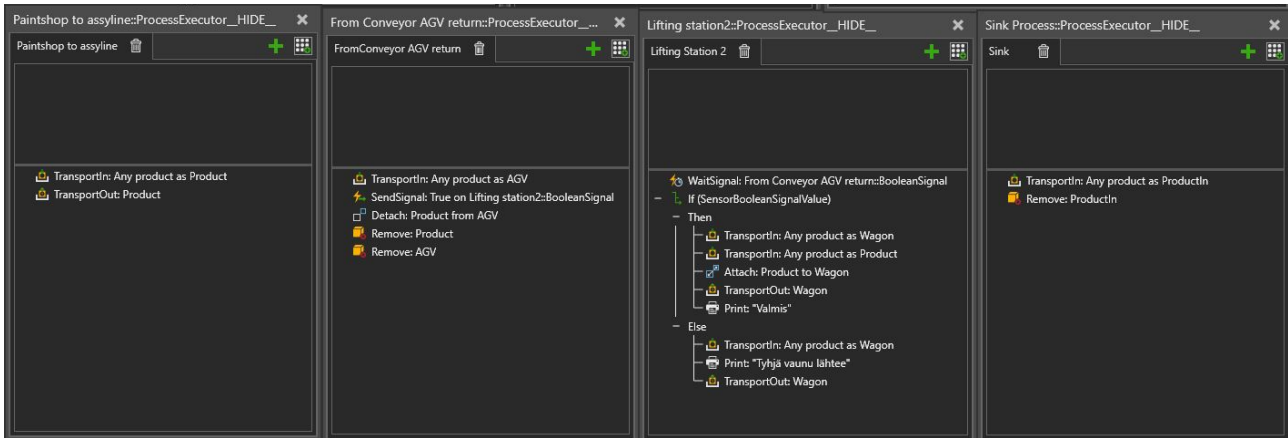 Paintshop to assyline::ProcessExecutor__HIDE__
Paintshop to assyline
TransportIn: Any product as Product
TransportOut: Product
From Conveyor AGV return::ProcessExecutor__...
FromConveyor AGV return
TransportIn: Any product as AGV
SendSignal: True on Lifting station2::BooleanSignal
Detach: Product from AGV
Remove: Product
Remove: AGV
Lifting station2::ProcessExecutor__HIDE__
Lifting Station 2
WaitSignal: From Conveyor AGV return::BooleanSignal
If (SensorBooleanSignalValue)
Then
TransportIn: Any product as Wagon
TransportIn: Any product as Product
Attach: Product to Wagon
TransportOut: Wagon
Print: "Valmis"
Else
TransportIn: Any product as Wagon
Print: "Tyhjä vaunu lähtee"
TransportOut: Wagon
Sink Process::ProcessExecutor__HIDE__
Sink
TransportIn: Any product as ProductIn
Remove: ProductIn